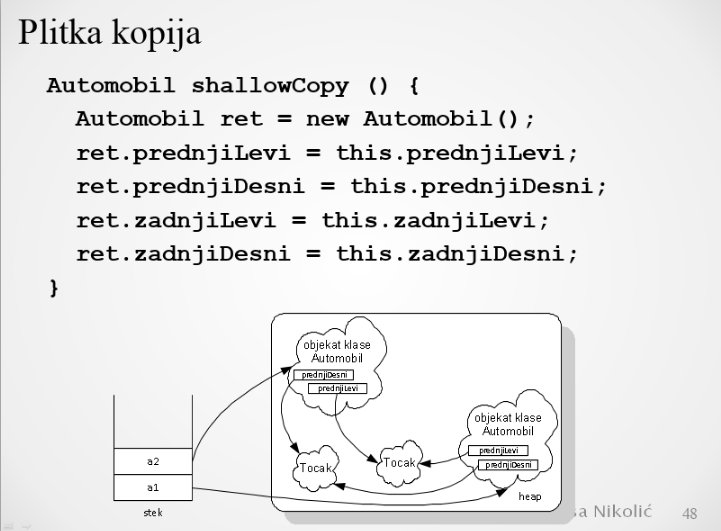 Plitka kopija
Automobil shallowCopy () {
Automobil ret = new Automobil();
ret.prednjiLevi = this.prednjiLevi;
ret.prednjiDesni = this.prednjiDesni;
ret.zadnjiLevi = this.zadnjiLevi;
ret.zadnjiDesni = this.zadnjiDesni;
}
objekat klase
Automobil
prednjiDesni
prednjiLevi
objekat klase
Automobil
prednjiLevi
prednjiDesni
Tocak
Tocak
a2
a1
stek
heap
Nikolić
48